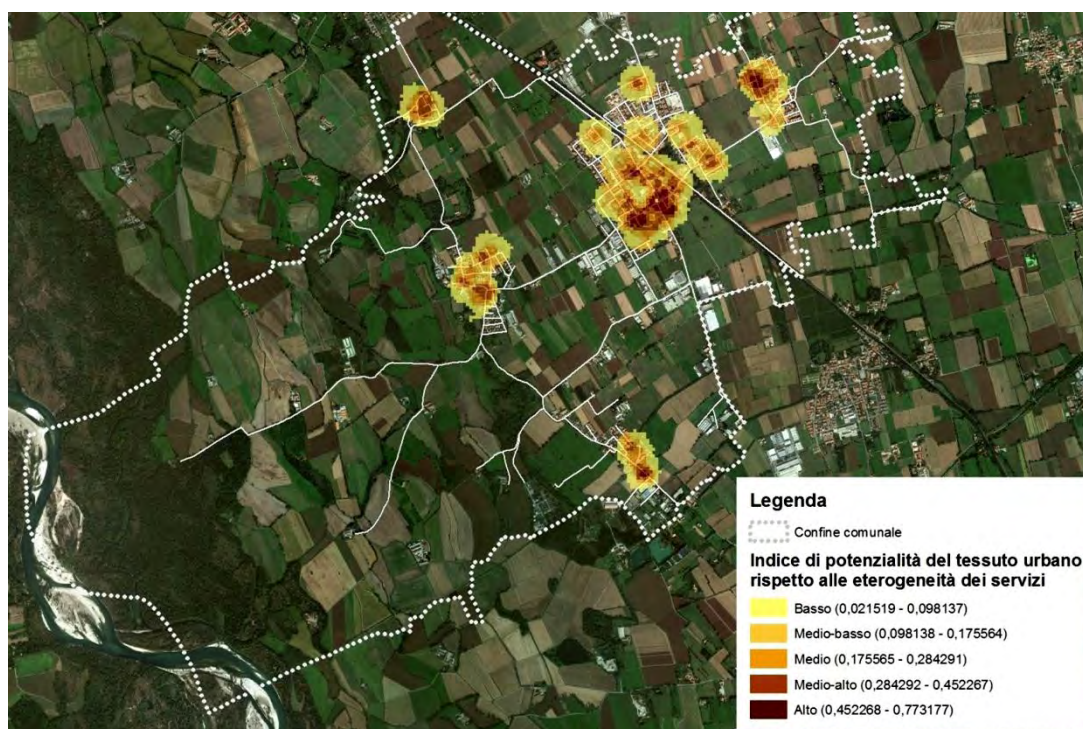 Legenda
Confine comunale
Indice di potenzialità del tessuto urbano
rispetto alle eterogeneità dei servizi
Basso (0,021519 - 0,098137)
Medio-basso (0,098138 - 0,175564)
Medio (0,175565 - 0,284291)
Medio-alto (0,284292 - 0,452267)
Alto (0,452268 - 0,773177)